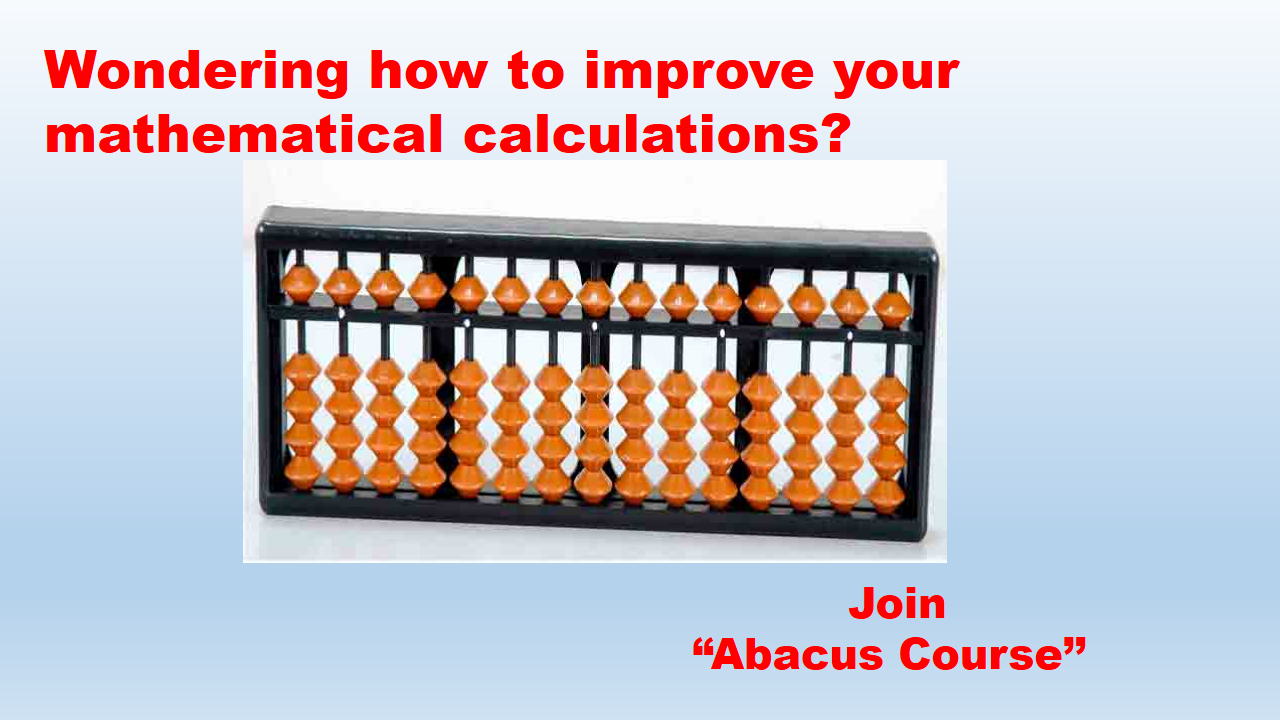 Wondering how to improve your
mathematical calculations?
Join
“Abacus Course”